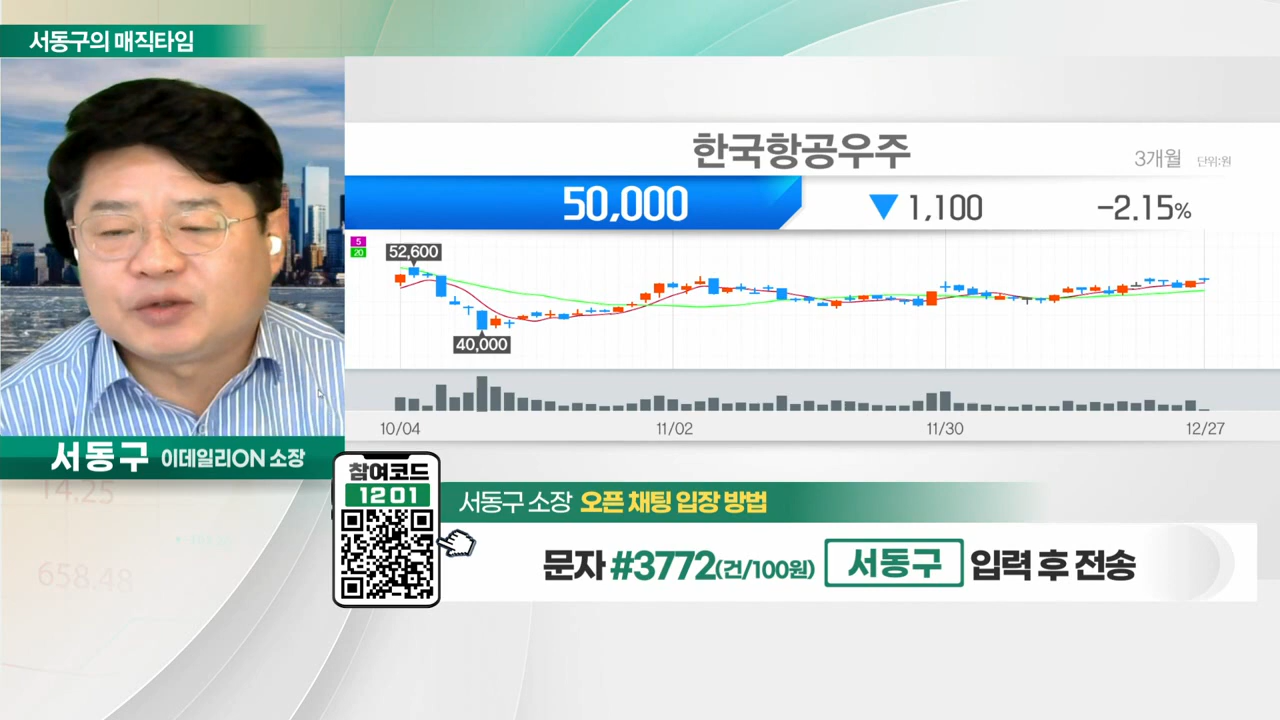 서동구의 매직타임
한국항공우주
3개월 단위:원
50,000 ▼1,100 -2.15%
5
20
52,600
40,000
10/04 11/02 11/30 12/27
서동구 이데일리ON 소장
14.25
658.48
참여코드
1201
서동구 소장 오픈 채팅 입장 방법
문자 #3772(건/100원) 서동구 입력 후 전송